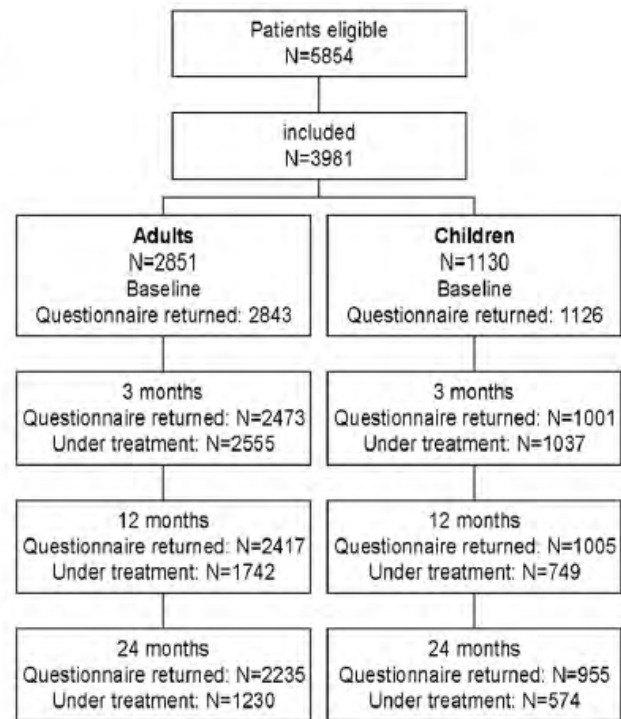 Patients eligible
N=5854
included
N=3981
Adults
N=2851
Baseline
Questionnaire returned: 2843
Children
N=1130
Baseline
Questionnaire returned: 1126
3 months
Questionnaire returned: N=2473
Under treatment: N=2555
3 months
Questionnaire returned: N=1001
Under treatment: N=1037
12 months
Questionnaire returned: N=2417
Under treatment: N=1742
12 months
Questionnaire returned: N=1005
Under treatment: N=749
24 months
Questionnaire returned: N=2235
Under treatment: N=1230
24 months
Questionnaire returned: N=955
Under treatment: N=574